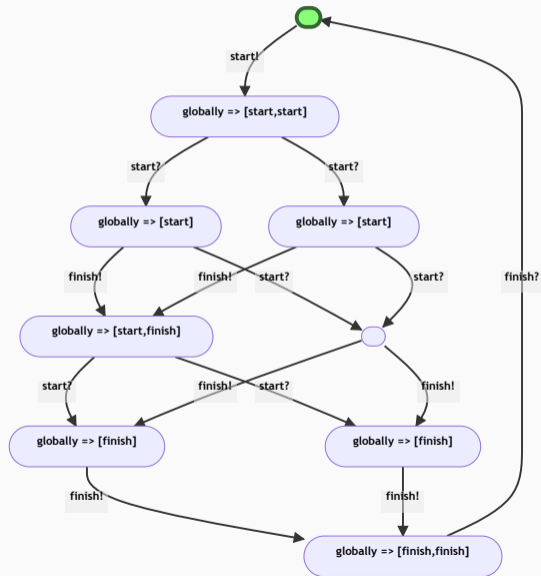 start!
globally => [start,start]
start?
start?
globally => [start]
globally => [start]
finish!
finish!
start?
start?
finish?
globally => [start,finish]
start?
finish!
start?
finish!
globally => [finish]
globally => [finish]
finish!
finish!
globally => [finish,finish]